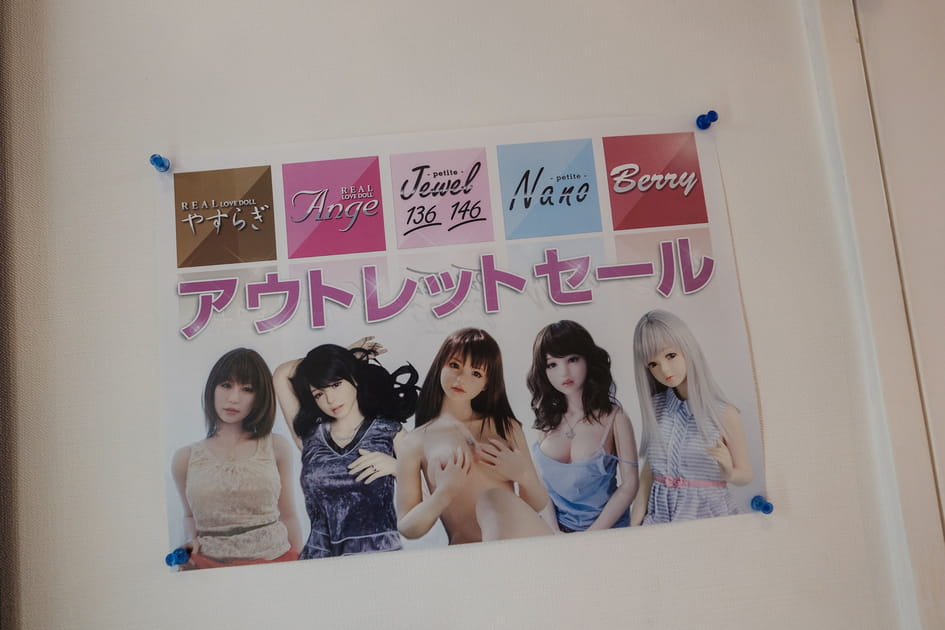 REAL LOVE DOLL
やすらぎ
REAL
LOVE DOLL
Ange
- petite -
Jewel
136 146
- petite -
Nano
Berry
アウトレットセール